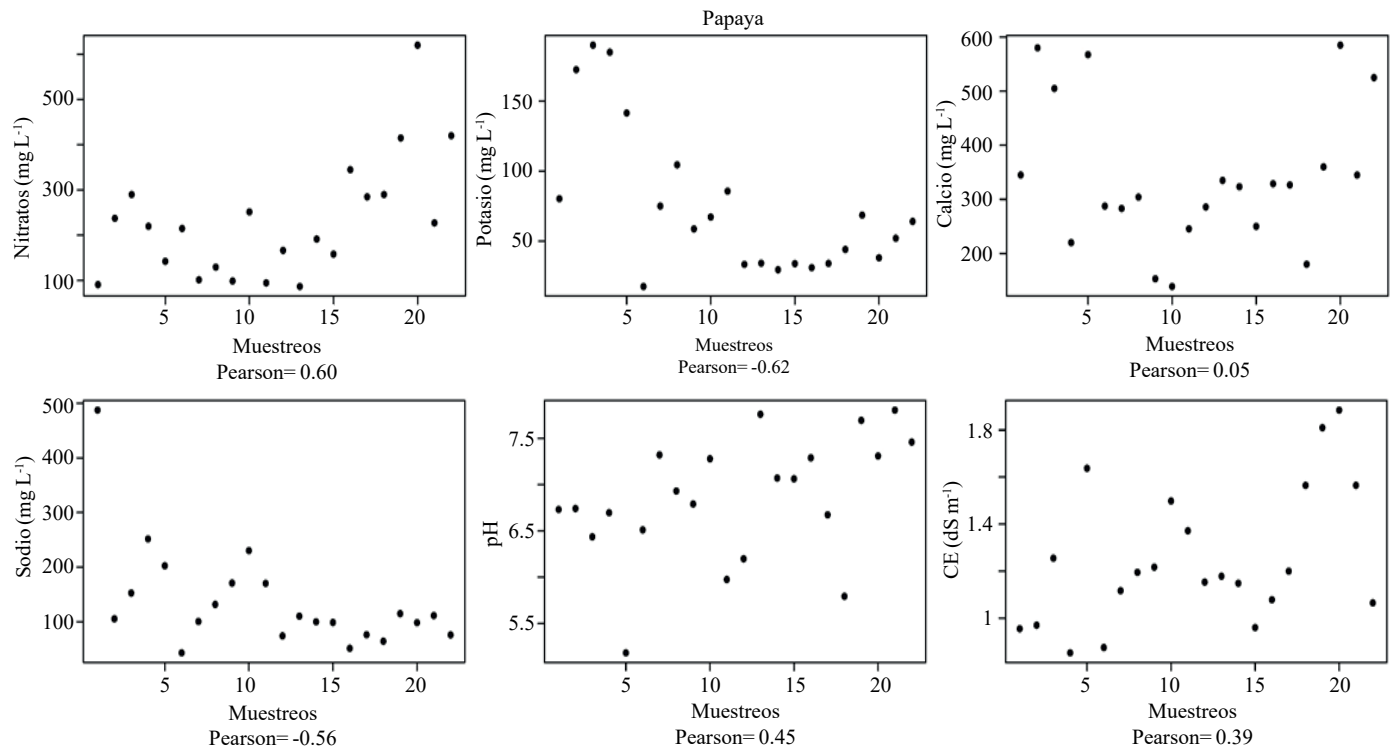 Papaya
Nitratos (mg L-1)
500
300
100
5 10 15 20
Muestreos
Pearson= 0.60
Potasio (mg L-1)
150
100
50
5 10 15 20
Muestreos
Pearson= -0.62
Calcio (mg L-1)
600
500
400
300
200
5 10 15 20
Muestreos
Pearson= 0.05
Sodio (mg L-1)
500
400
300
200
100
5 10 15 20
Muestreos
Pearson= -0.56
pH
7.5
6.5
5.5
5 10 15 20
Muestreos
Pearson= 0.45
CE (dS m-1)
1.8
1.4
1
5 10 15 20
Muestreos
Pearson= 0.39